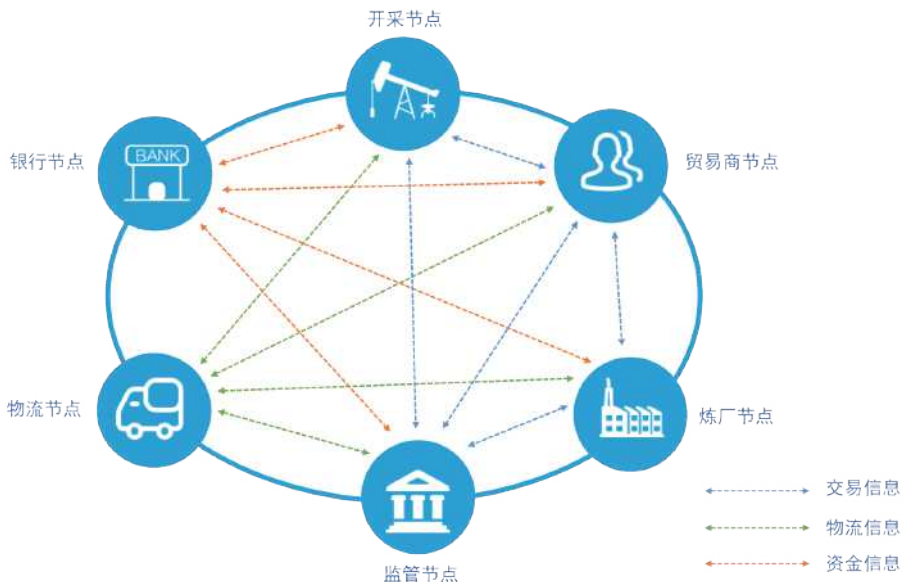 开采节点
银行节点
BANK
贸易商节点
物流节点
炼厂节点
监管节点
交易信息
物流信息
资金信息